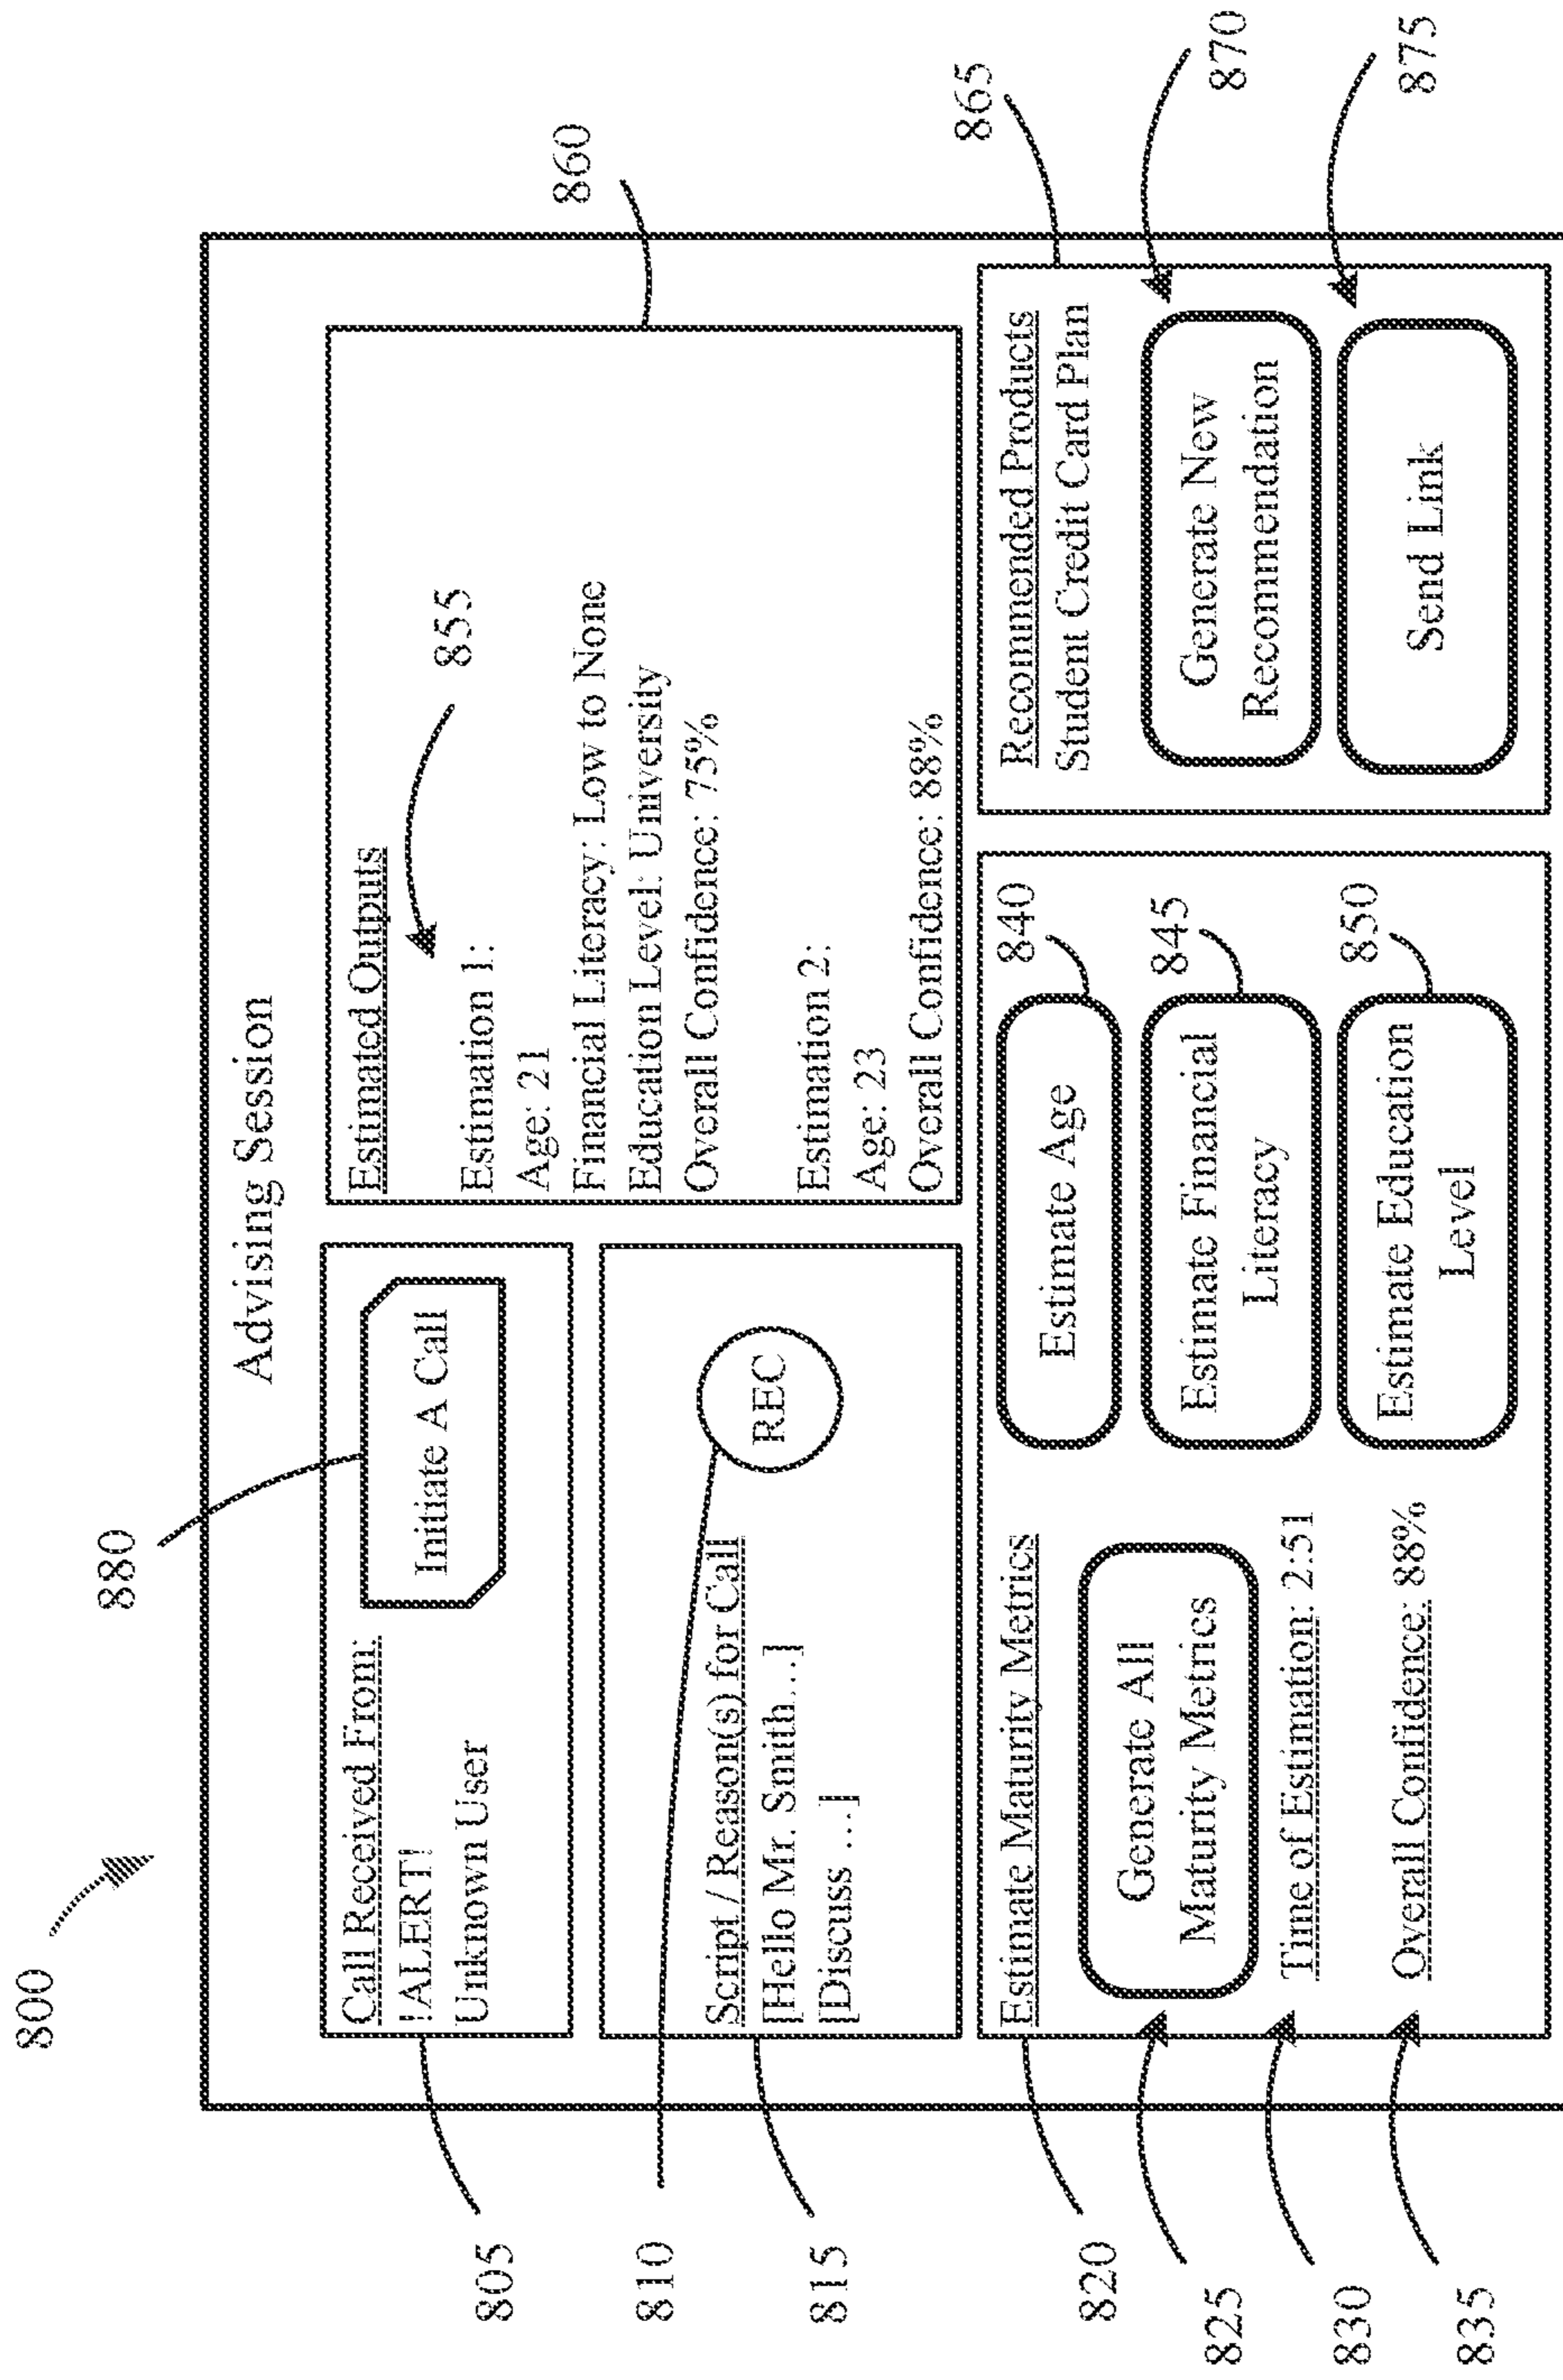 800
880
Advising Session
Call Received From:
!ALERT!
Unknown User
Initiate A Call
805
Script / Reason(s) for Call
[Hello Mr. Smith…]
[Discuss …]
REC
810
815
Estimated Outputs
855
Estimation 1:
Age: 21
Financial Literacy: Low to None
Education Level: University
Overall Confidence: 75%
Estimation 2:
Age: 23
Overall Confidence: 88%
860
Estimate Maturity Metrics
Generate All
Maturity Metrics
Time of Estimation: 2:51
Overall Confidence: 88%
820
825
830
835
Estimate Age
840
Estimate Financial
Literacy
845
Estimate Education
Level
850
Recommended Products
Student Credit Card Plan
Generate New
Recommendation
Send Link
865
870
875